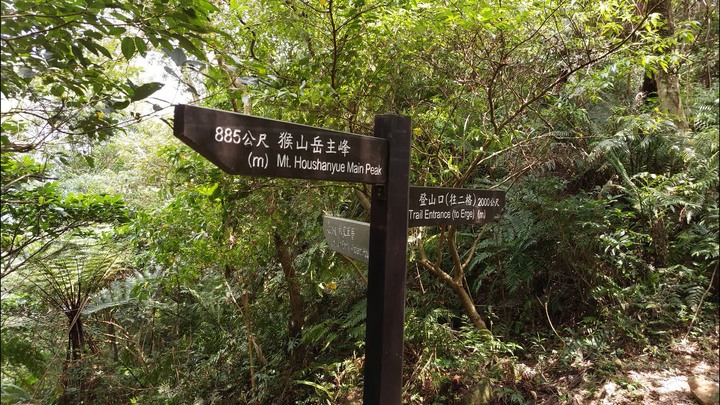 885公尺 猴山岳主峰
(m) Mt. Houshanyue Main Peak
登山口(往二格) 2000公尺
Trail Entrance (to Erge) (m)